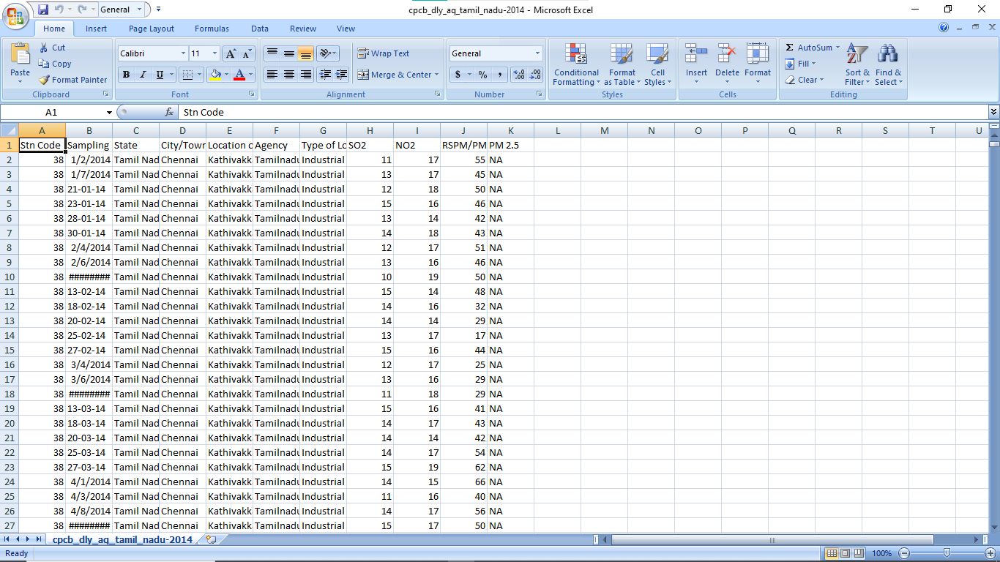 General
cpcb_dly_aq_tamil_nadu-2014 - Microsoft Excel
Home Insert Page Layout Formulas Data Review View
Paste Cut Copy Format Painter Clipboard
Calibri 11 B I U A A A Font
Wrap Text Merge & Center Alignment
General $ % , .0 .00 .00 .0 Number
Conditional Formatting Format as Table Cell Styles Styles
Insert Delete Format Cells
Σ AutoSum Fill Clear Sort & Filter Find & Select Editing
A1 fx Stn Code
A B C D E F G H I J K L M N O P Q R S T U
1 Stn Code Sampling State City/Town Location o Agency Type of Lo SO2 NO2 RSPM/PM PM 2.5
2 38 1/2/2014 Tamil Nad Chennai Kathivakk Tamilnadu Industrial 11 17 55 NA
3 38 1/7/2014 Tamil Nad Chennai Kathivakk Tamilnadu Industrial 13 17 45 NA
4 38 21-01-14 Tamil Nad Chennai Kathivakk Tamilnadu Industrial 12 18 50 NA
5 38 23-01-14 Tamil Nad Chennai Kathivakk Tamilnadu Industrial 15 16 46 NA
6 38 28-01-14 Tamil Nad Chennai Kathivakk Tamilnadu Industrial 13 14 42 NA
7 38 30-01-14 Tamil Nad Chennai Kathivakk Tamilnadu Industrial 14 18 43 NA
8 38 2/4/2014 Tamil Nad Chennai Kathivakk Tamilnadu Industrial 12 17 51 NA
9 38 2/6/2014 Tamil Nad Chennai Kathivakk Tamilnadu Industrial 13 16 46 NA
10 38 ######## Tamil Nad Chennai Kathivakk Tamilnadu Industrial 10 19 50 NA
11 38 13-02-14 Tamil Nad Chennai Kathivakk Tamilnadu Industrial 15 14 48 NA
12 38 18-02-14 Tamil Nad Chennai Kathivakk Tamilnadu Industrial 14 16 32 NA
13 38 20-02-14 Tamil Nad Chennai Kathivakk Tamilnadu Industrial 14 14 29 NA
14 38 25-02-14 Tamil Nad Chennai Kathivakk Tamilnadu Industrial 13 17 17 NA
15 38 27-02-14 Tamil Nad Chennai Kathivakk Tamilnadu Industrial 15 16 44 NA
16 38 3/4/2014 Tamil Nad Chennai Kathivakk Tamilnadu Industrial 12 17 25 NA
17 38 3/6/2014 Tamil Nad Chennai Kathivakk Tamilnadu Industrial 13 16 29 NA
18 38 ######## Tamil Nad Chennai Kathivakk Tamilnadu Industrial 11 18 29 NA
19 38 13-03-14 Tamil Nad Chennai Kathivakk Tamilnadu Industrial 15 16 41 NA
20 38 18-03-14 Tamil Nad Chennai Kathivakk Tamilnadu Industrial 14 17 43 NA
21 38 20-03-14 Tamil Nad Chennai Kathivakk Tamilnadu Industrial 14 14 42 NA
22 38 25-03-14 Tamil Nad Chennai Kathivakk Tamilnadu Industrial 14 17 54 NA
23 38 27-03-14 Tamil Nad Chennai Kathivakk Tamilnadu Industrial 15 19 62 NA
24 38 4/1/2014 Tamil Nad Chennai Kathivakk Tamilnadu Industrial 14 15 66 NA
25 38 4/3/2014 Tamil Nad Chennai Kathivakk Tamilnadu Industrial 11 16 40 NA
26 38 4/8/2014 Tamil Nad Chennai Kathivakk Tamilnadu Industrial 14 17 56 NA
27 38 ######## Tamil Nad Chennai Kathivakk Tamilnadu Industrial 15 17 50 NA
cpcb_dly_aq_tamil_nadu-2014
Ready 100%